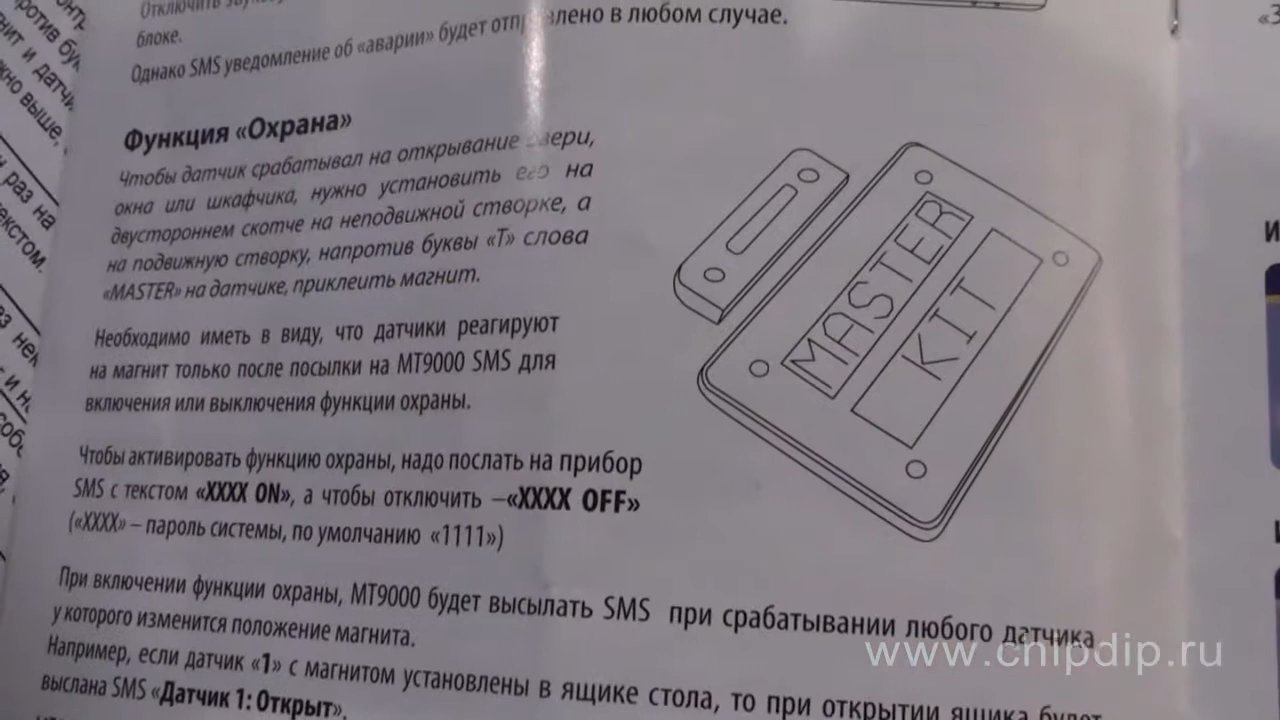 Отключить
блоке.
Однако SMS уведомление об «аварии» будет отправлено в любом случае.
Функция «Охрана»
Чтобы датчик срабатывал на открывание двери,
окна или шкафчика, нужно установить его на
двустороннем скотче на неподвижной створке, а
на подвижную створку, напротив буквы «Т» слова
«MASTER» на датчике, приклеить магнит.
Необходимо иметь в виду, что датчики реагируют
на магнит только после посылки на MT9000 SMS для
включения или выключения функции охраны.
Чтобы активировать функцию охраны, надо послать на прибор
SMS с текстом «XXXX ON», а чтобы отключить –«XXXX OFF»
(«XXXX» – пароль системы, по умолчанию «1111»)
При включении функции охраны, MT9000 будет высылать SMS при срабатывании любого датчика
у которого изменится положение магнита.
Например, если датчик «1» с магнитом установлены в ящике стола, то при открытии ящика будет
выслана SMS «Датчик 1: Открыт».
MASTER
KIT
www.chipdip.ru